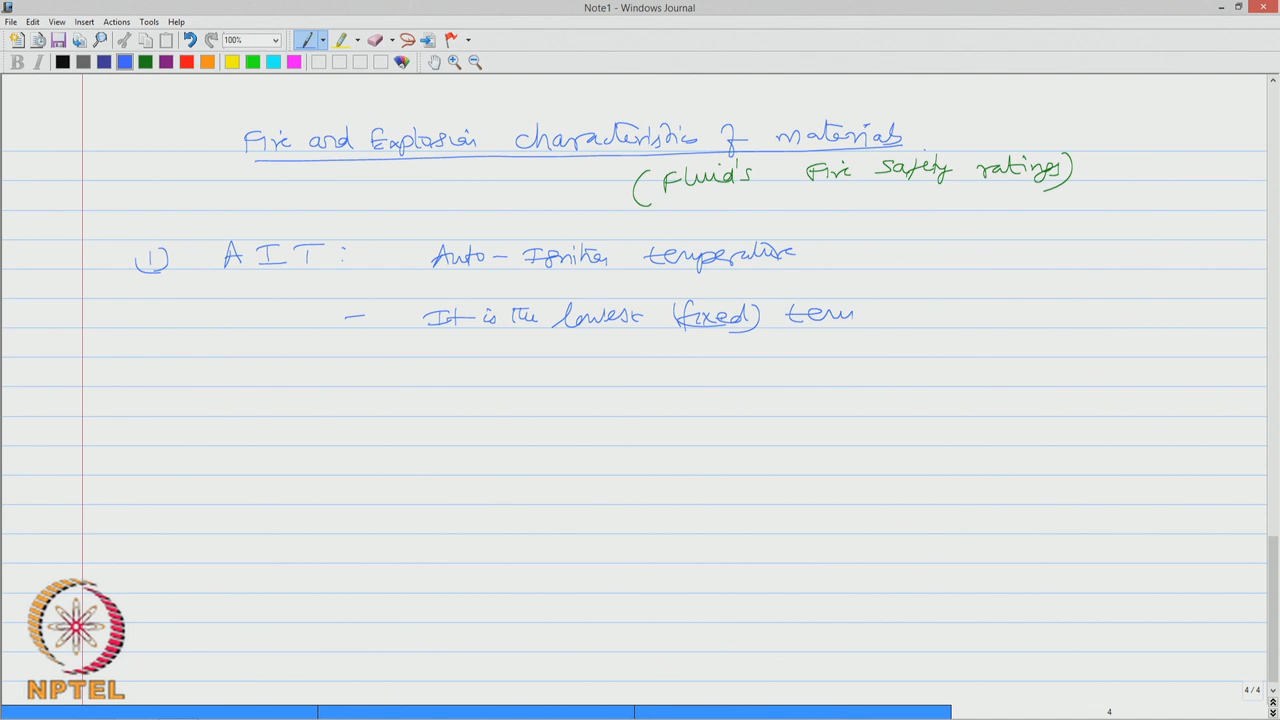 Note1 - Windows Journal
File Edit View Insert Actions Tools Help
100%
B I
Fire and Explosion characteristics of materials
(Fluid's Fire safety ratings)
1) AIT: Auto-Ignition temperature
- It is the lowest (fixed) tem
NPTEL
4 / 4
4